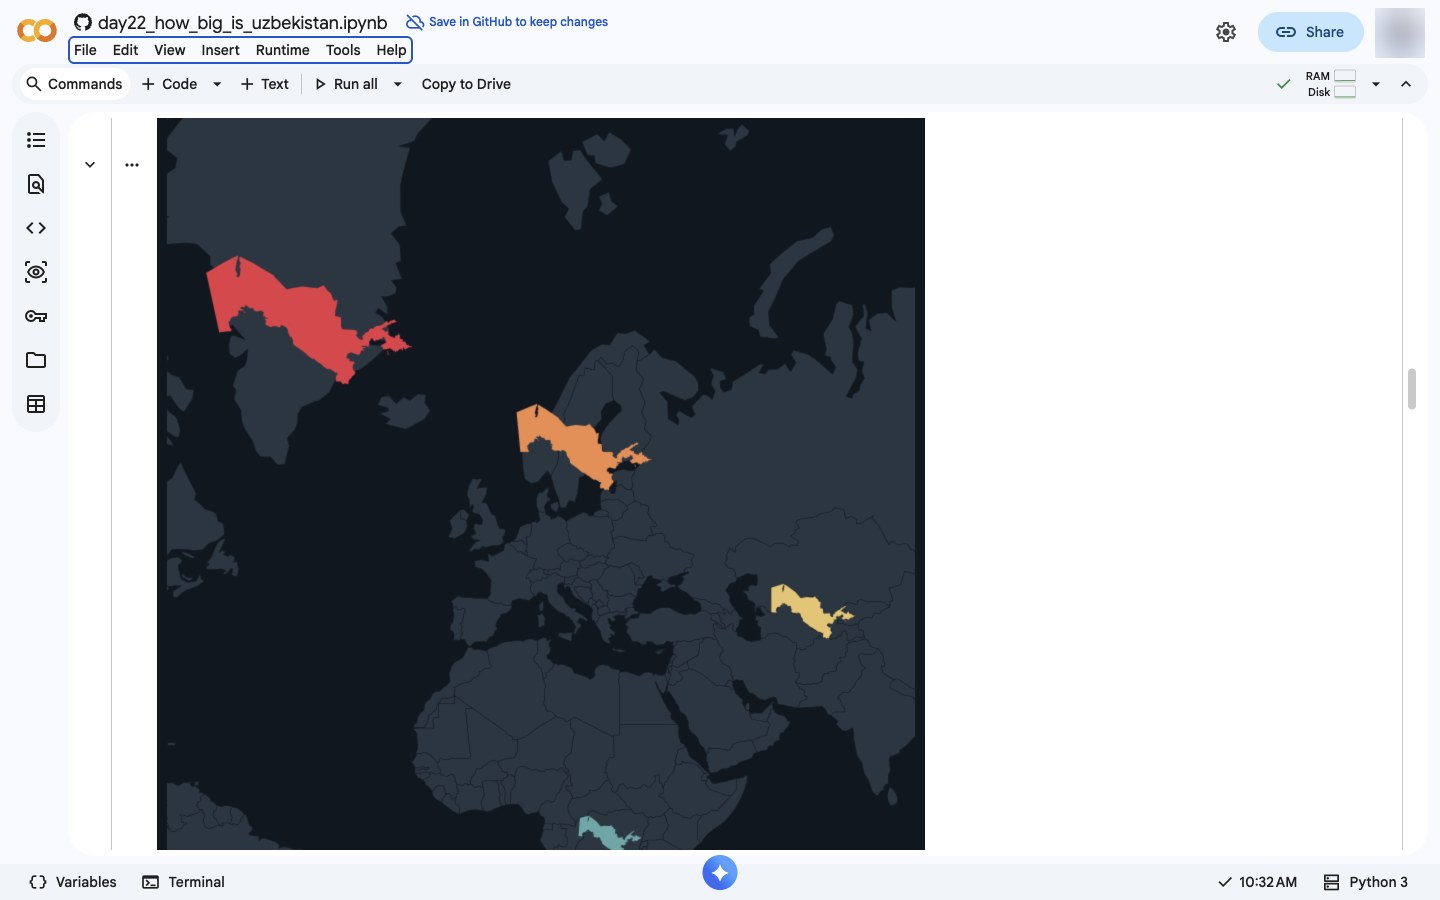 day22_how_big_is_uzbekistan.ipynb Save in GitHub to keep changes
File Edit View Insert Runtime Tools Help
Share
Commands + Code + Text Run all Copy to Drive
RAM
Disk
Variables Terminal
10:32 AM Python 3